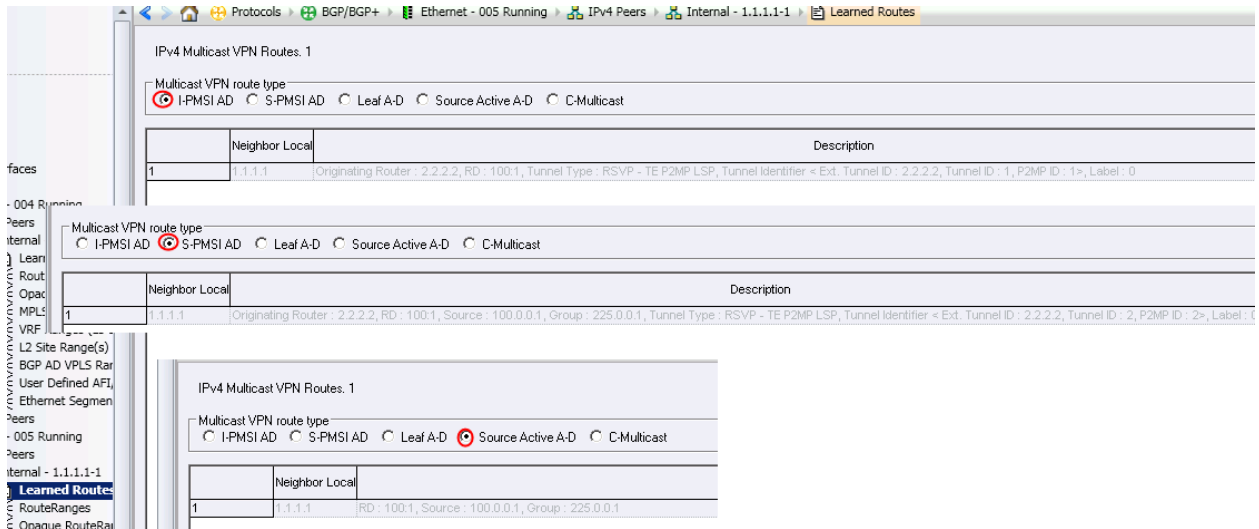 Protocols BGP/BGP+ Ethernet - 005 Running IPv4 Peers Internal - 1.1.1.1-1 Learned Routes
IPv4 Multicast VPN Routes. 1
Multicast VPN route type
I-PMSI AD S-PMSI AD Leaf A-D Source Active A-D C-Multicast
Neighbor Local Description
1 1.1.1.1 Originating Router : 2.2.2.2, RD : 100:1, Tunnel Type : RSVP - TE P2MP LSP, Tunnel Identifier < Ext. Tunnel ID : 2.2.2.2, Tunnel ID : 1, P2MP ID : 1>, Label : 0
Multicast VPN route type
I-PMSI AD S-PMSI AD Leaf A-D Source Active A-D C-Multicast
Neighbor Local Description
1 1.1.1.1 Originating Router : 2.2.2.2, RD : 100:1, Source : 100.0.0.1, Group : 225.0.0.1, Tunnel Type : RSVP - TE P2MP LSP, Tunnel Identifier < Ext. Tunnel ID : 2.2.2.2, Tunnel ID : 2, P2MP ID : 2>, Label : 0
IPv4 Multicast VPN Routes. 1
Multicast VPN route type
I-PMSI AD S-PMSI AD Leaf A-D Source Active A-D C-Multicast
Neighbor Local
1 1.1.1.1 RD : 100:1, Source : 100.0.0.1, Group : 225.0.0.1
rfaces
- 004 Running
Peers
nternal
Lear
Rout
Opaq
MPLS
VRF
L2 Site Range(s)
BGP AD VPLS Ran
User Defined AFI,
Ethernet Segmen
Peers
- 005 Running
Peers
nternal - 1.1.1.1-1
Learned Routes
RouteRanges
Opaque RouteRan